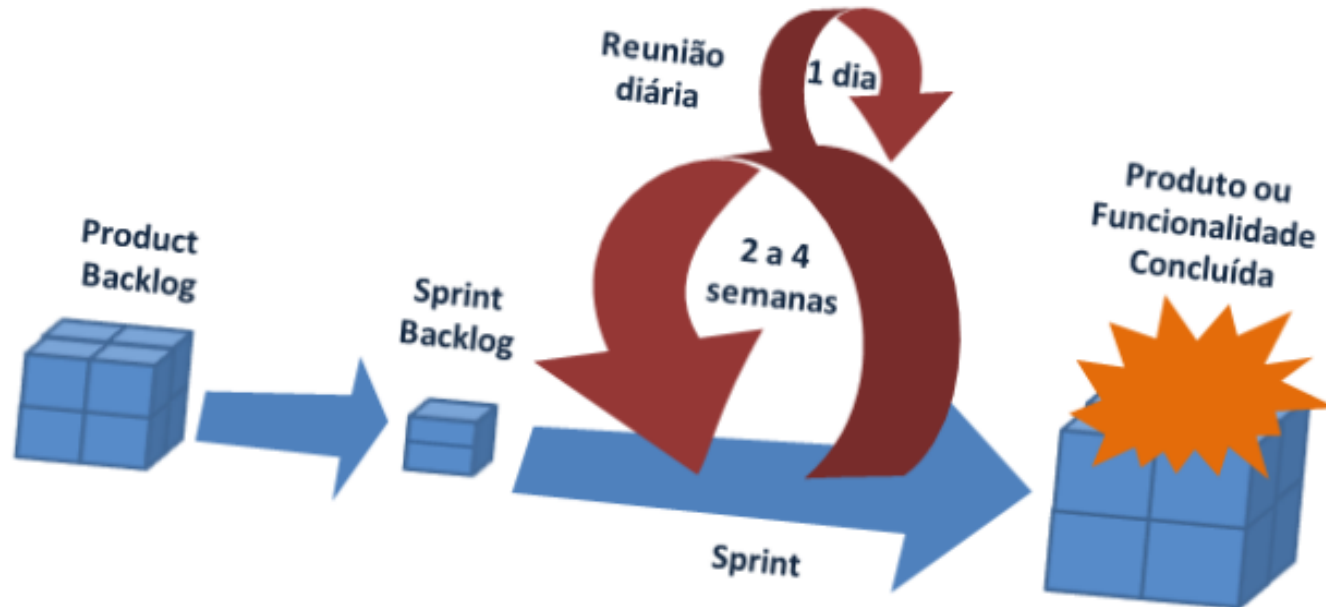 Product
Backlog
Sprint
Backlog
Reunião
diária
1 dia
2 a 4
semanas
Sprint
Produto ou
Funcionalidade
Concluída